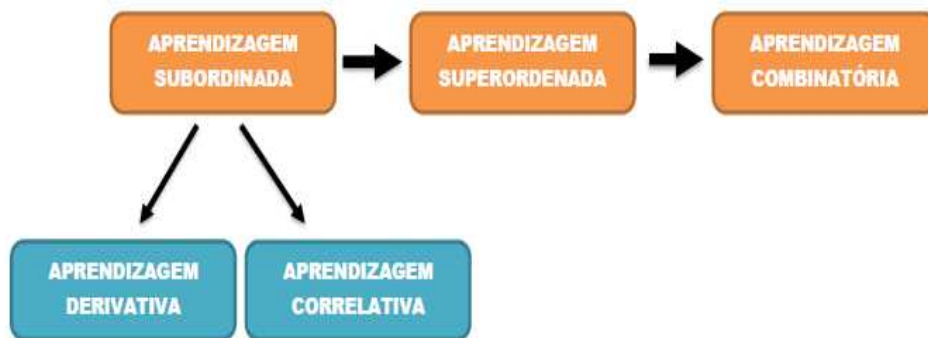 APRENDIZAGEM
SUBORDINADA
APRENDIZAGEM
SUPERORDENADA
APRENDIZAGEM
COMBINATÓRIA
APRENDIZAGEM
DERIVATIVA
APRENDIZAGEM
CORRELATIVA